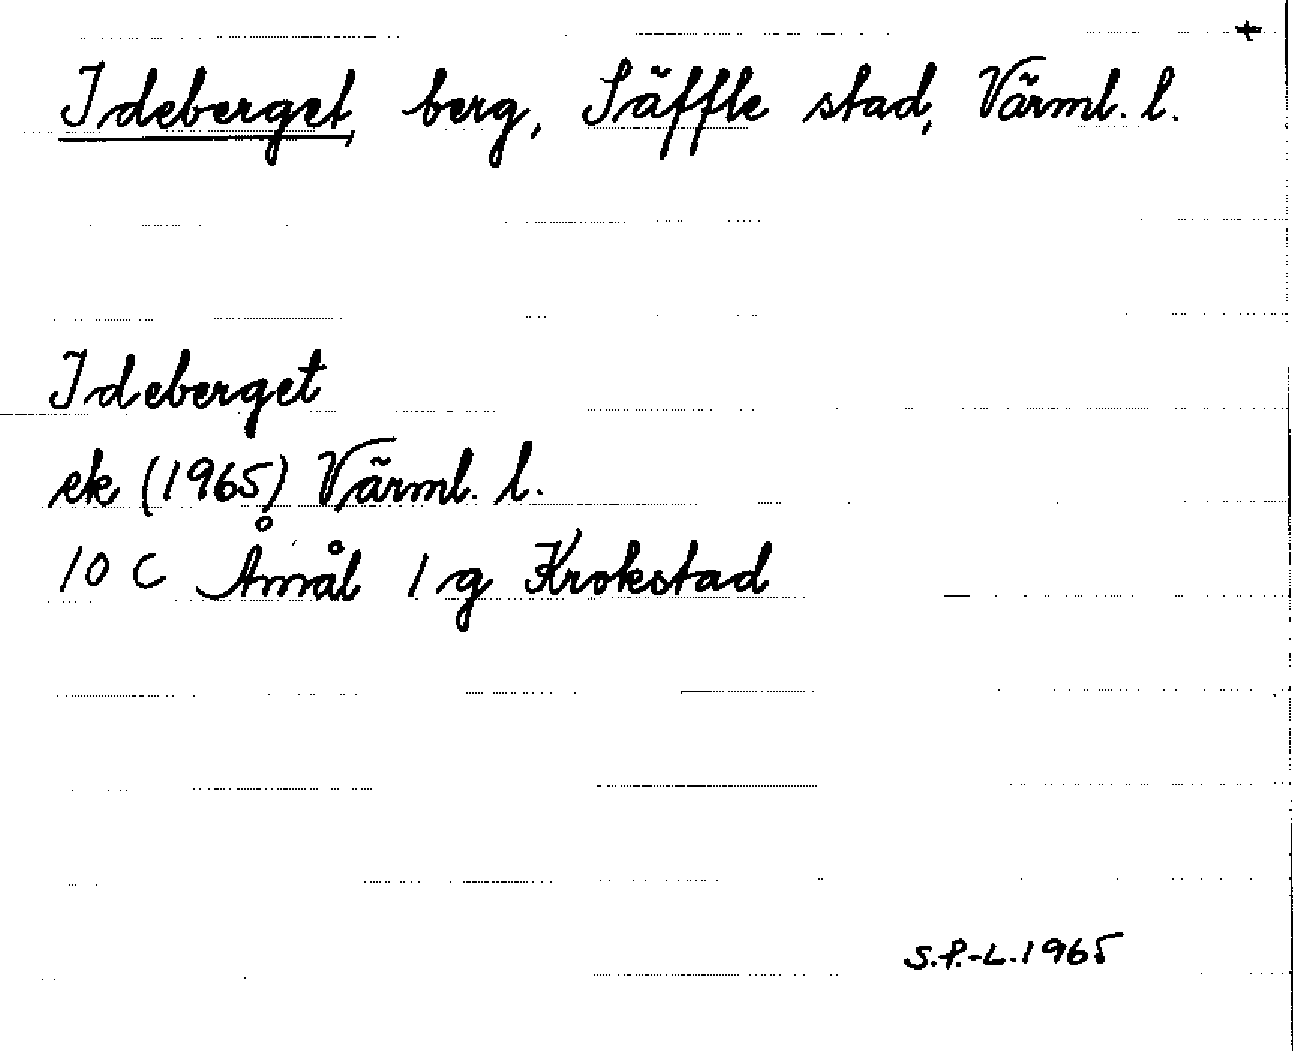 +
Ideberget, berg, Säffle stad, Värml. l.
Ideberget
ek (1965) Värml. l.
10 C Åmål 1 g Krokstad
S.P.-L. 1965